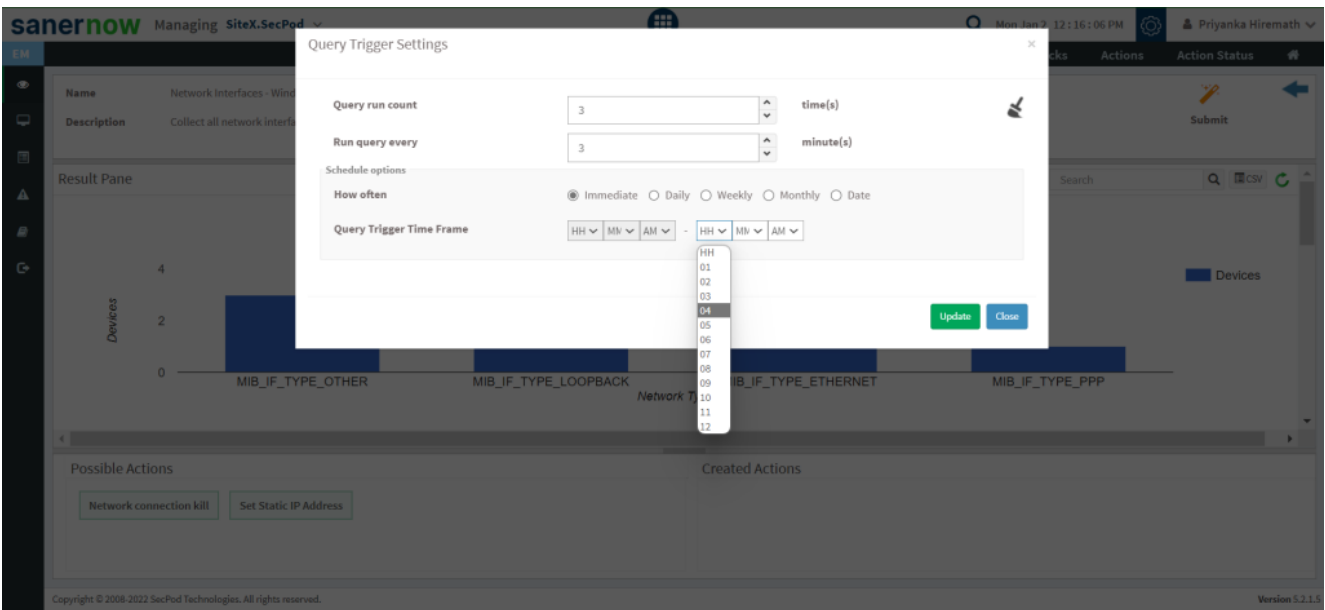 sanernow Managing SiteX.SecPod Mon Jan 2, 12:16:06 PM Priyanka Hiremath
EM Actions Action Status
Query Trigger Settings ×
Name Network Interfaces - Wind
Description Collect all network interfa
Submit
Query run count 3 time(s)
Run query every 3 minute(s)
Schedule options
How often Immediate Daily Weekly Monthly Date
Query Trigger Time Frame HH AM - HH AM
HH
01
02
03
04
05
06
07
08
09
10
11
12
Update Close
Result Pane
Search CSV
4
2
0
Devices
Devices
MIB_IF_TYPE_OTHER MIB_IF_TYPE_LOOPBACK IB_IF_TYPE_ETHERNET MIB_IF_TYPE_PPP
Network Ty
Possible Actions
Network connection kill Set Static IP Address
Created Actions
Copyright © 2008-2022 SecPod Technologies. All rights reserved. Version 5.2.1.5